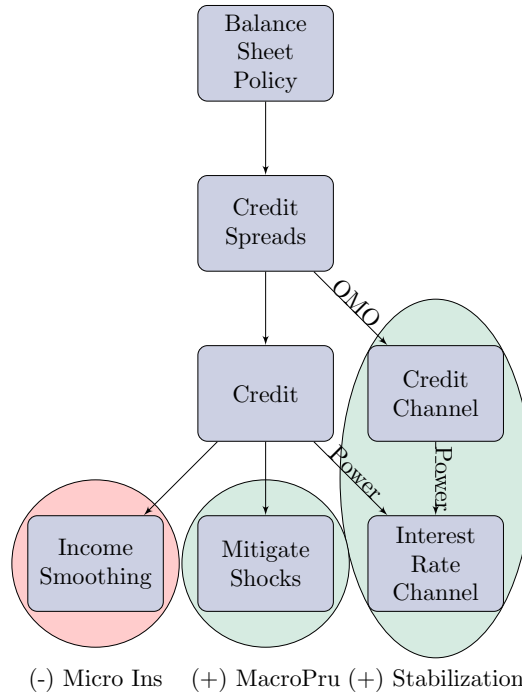 Balance
Sheet
Policy
Credit
Spreads
OMO
Credit
Credit
Channel
Power
Power
Income
Smoothing
Mitigate
Shocks
Interest
Rate
Channel
(-) Micro Ins
(+) MacroPru
(+) Stabilization